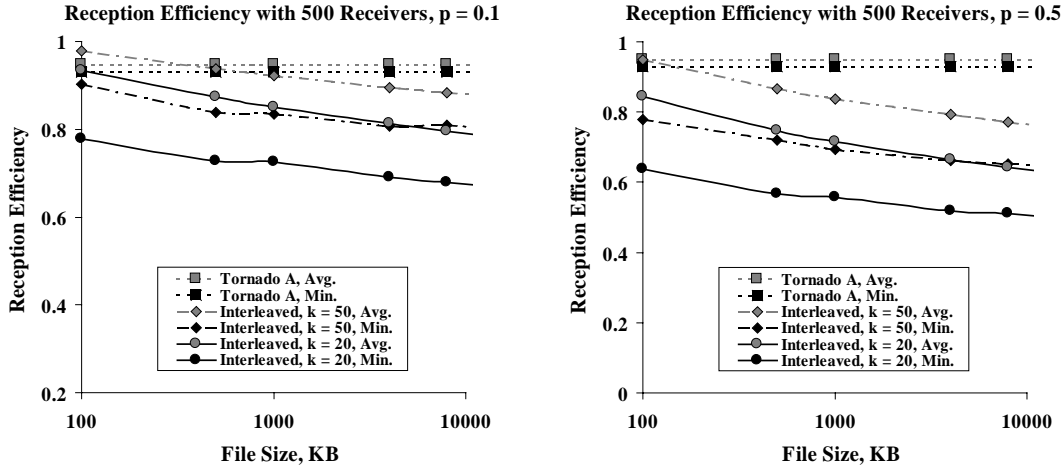 Reception Efficiency with 500 Receivers, p = 0.1
1
0.8
0.6
0.4
0.2
Reception Efficiency
Tornado A, Avg.
Tornado A, Min.
Interleaved, k = 50, Avg.
Interleaved, k = 50, Min.
Interleaved, k = 20, Avg.
Interleaved, k = 20, Min.
100
1000
10000
File Size, KB
Reception Efficiency with 500 Receivers, p = 0.5
1
0.8
0.6
0.4
0.2
0
Reception Efficiency
Tornado A, Avg.
Tornado A, Min.
Interleaved, k = 50, Avg.
Interleaved, k = 50, Min.
Interleaved, k = 20, Avg.
Interleaved, k = 20, Min.
100
1000
10000
File Size, KB